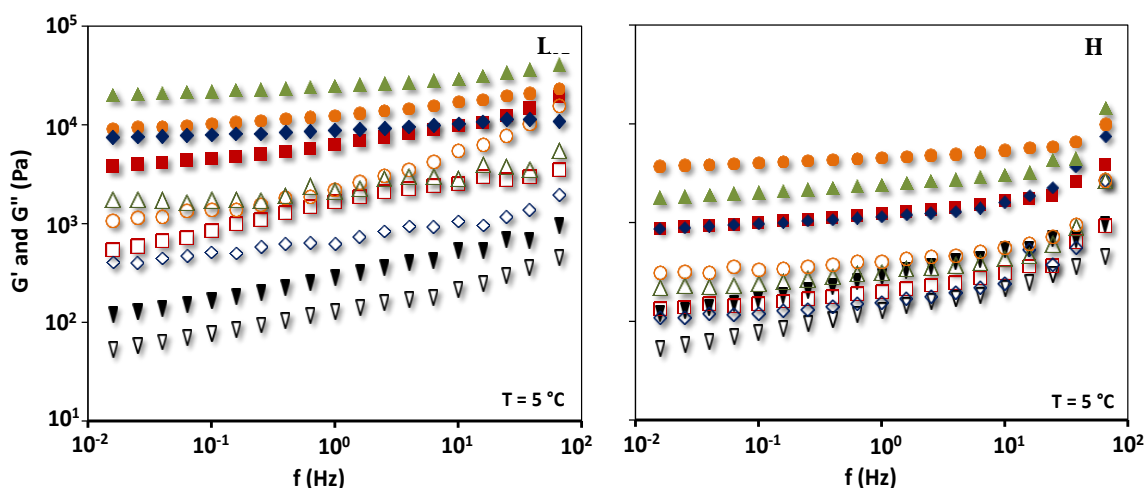 10⁵
10⁴
10³
10²
10¹
G' and G" (Pa)
L
T = 5 °C
10⁻² 10⁻¹ 10⁰ 10¹ 10²
f (Hz)
H
T = 5 °C
10⁻² 10⁻¹ 10⁰ 10¹ 10²
f (Hz)